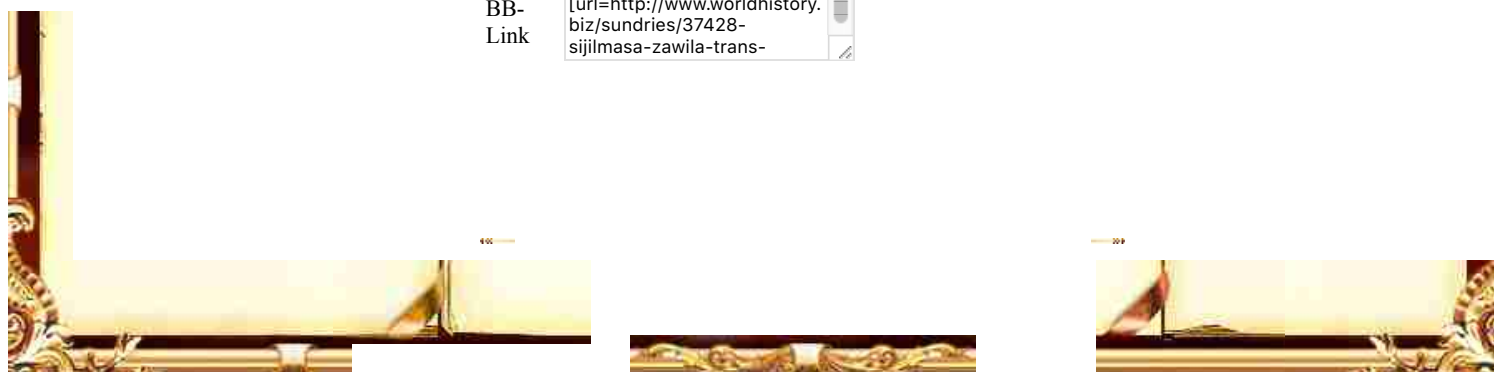 BB-
Link
[url=http://www.worldhistory.
biz/sundries/37428-
sijilmasa-zawila-trans-